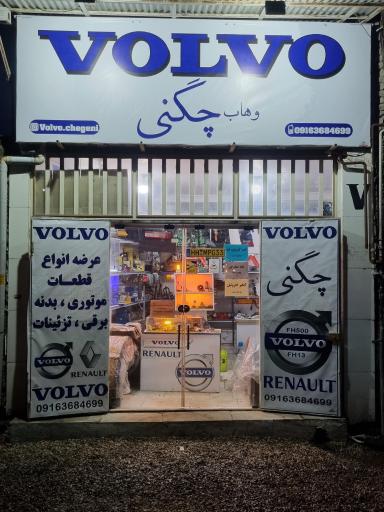 VOLVO
وهاب چگنی
Volvo.chegeni
09163684699
VOLVO
عرضه انواع
قطعات
موتوری ، بدنه
برقی ، تزئینات
VOLVO
RENAULT
VOLVO
09163684699
HHTMPG53
VOLVO
RENAULT
VOLVO
VOLVO
چگنی
FH500
VOLVO
FH13
RENAULT
09163684699
V